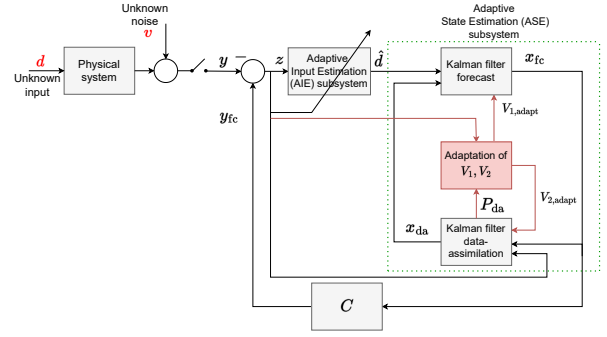 Unknown
noise
v
Adaptive
State Estimation (ASE)
subsystem
d
Unknown
input
Physical
system
y
−
z
Adaptive
Input Estimation
(AIE) subsystem
d̂
Kalman filter
forecast
x_fc
y_fc
V_1,adapt
Adaptation of
V_1, V_2
V_2,adapt
P_da
x_da
Kalman filter
data-
assimilation
C